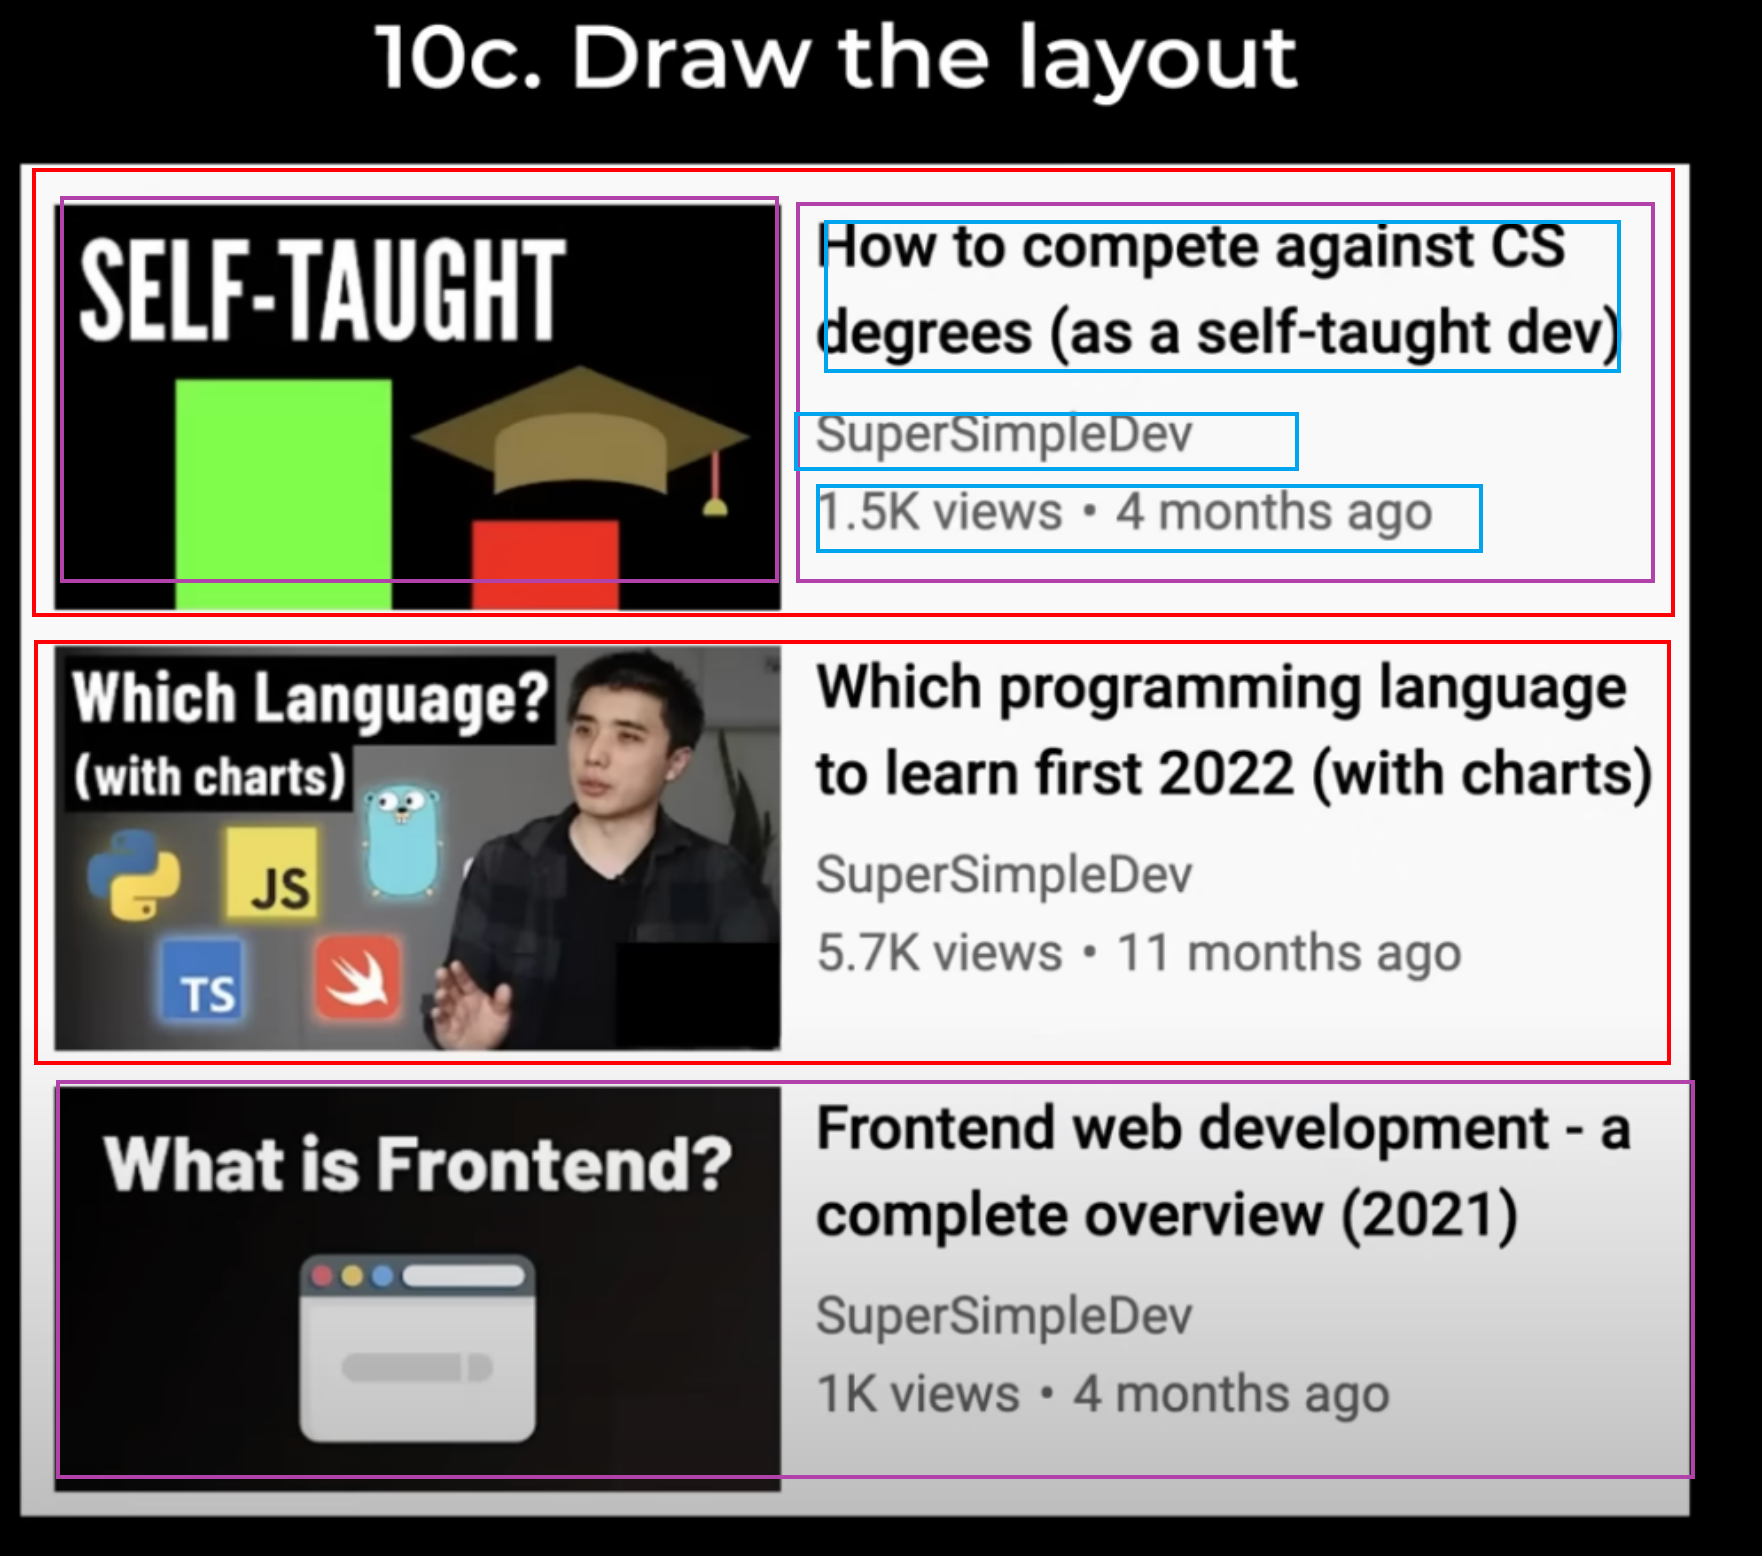 10c. Draw the layout
SELF-TAUGHT
How to compete against CS
degrees (as a self-taught dev)
SuperSimpleDev
1.5K views • 4 months ago
Which Language?
(with charts)
JS
TS
Which programming language
to learn first 2022 (with charts)
SuperSimpleDev
5.7K views • 11 months ago
What is Frontend?
Frontend web development - a
complete overview (2021)
SuperSimpleDev
1K views • 4 months ago